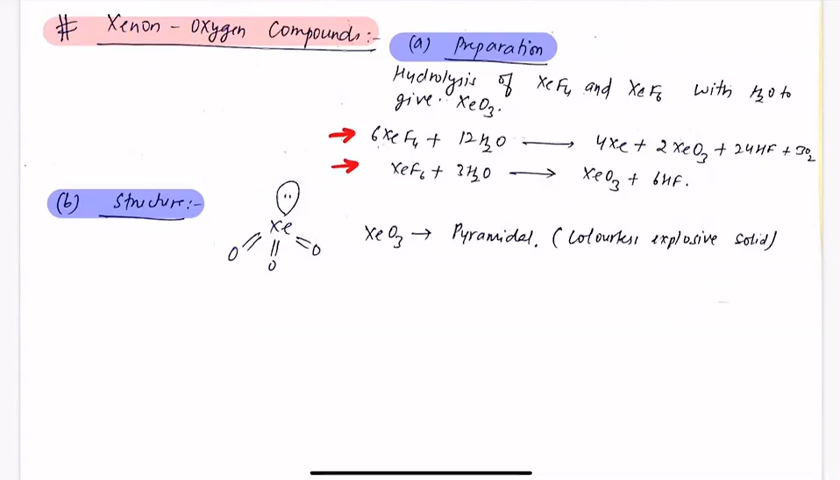 # Xenon - Oxygen Compounds:-
(a) Preparation
Hydrolysis of XeF4 and XeF6 with H2O to
give XeO3.
6XeF4 + 12H2O → 4Xe + 2XeO3 + 24HF + 3O2
XeF6 + 3H2O → XeO3 + 6HF.
(b) Structure:-
Xe
O O O
XeO3 → Pyramidal. (Colourless explosive solid)